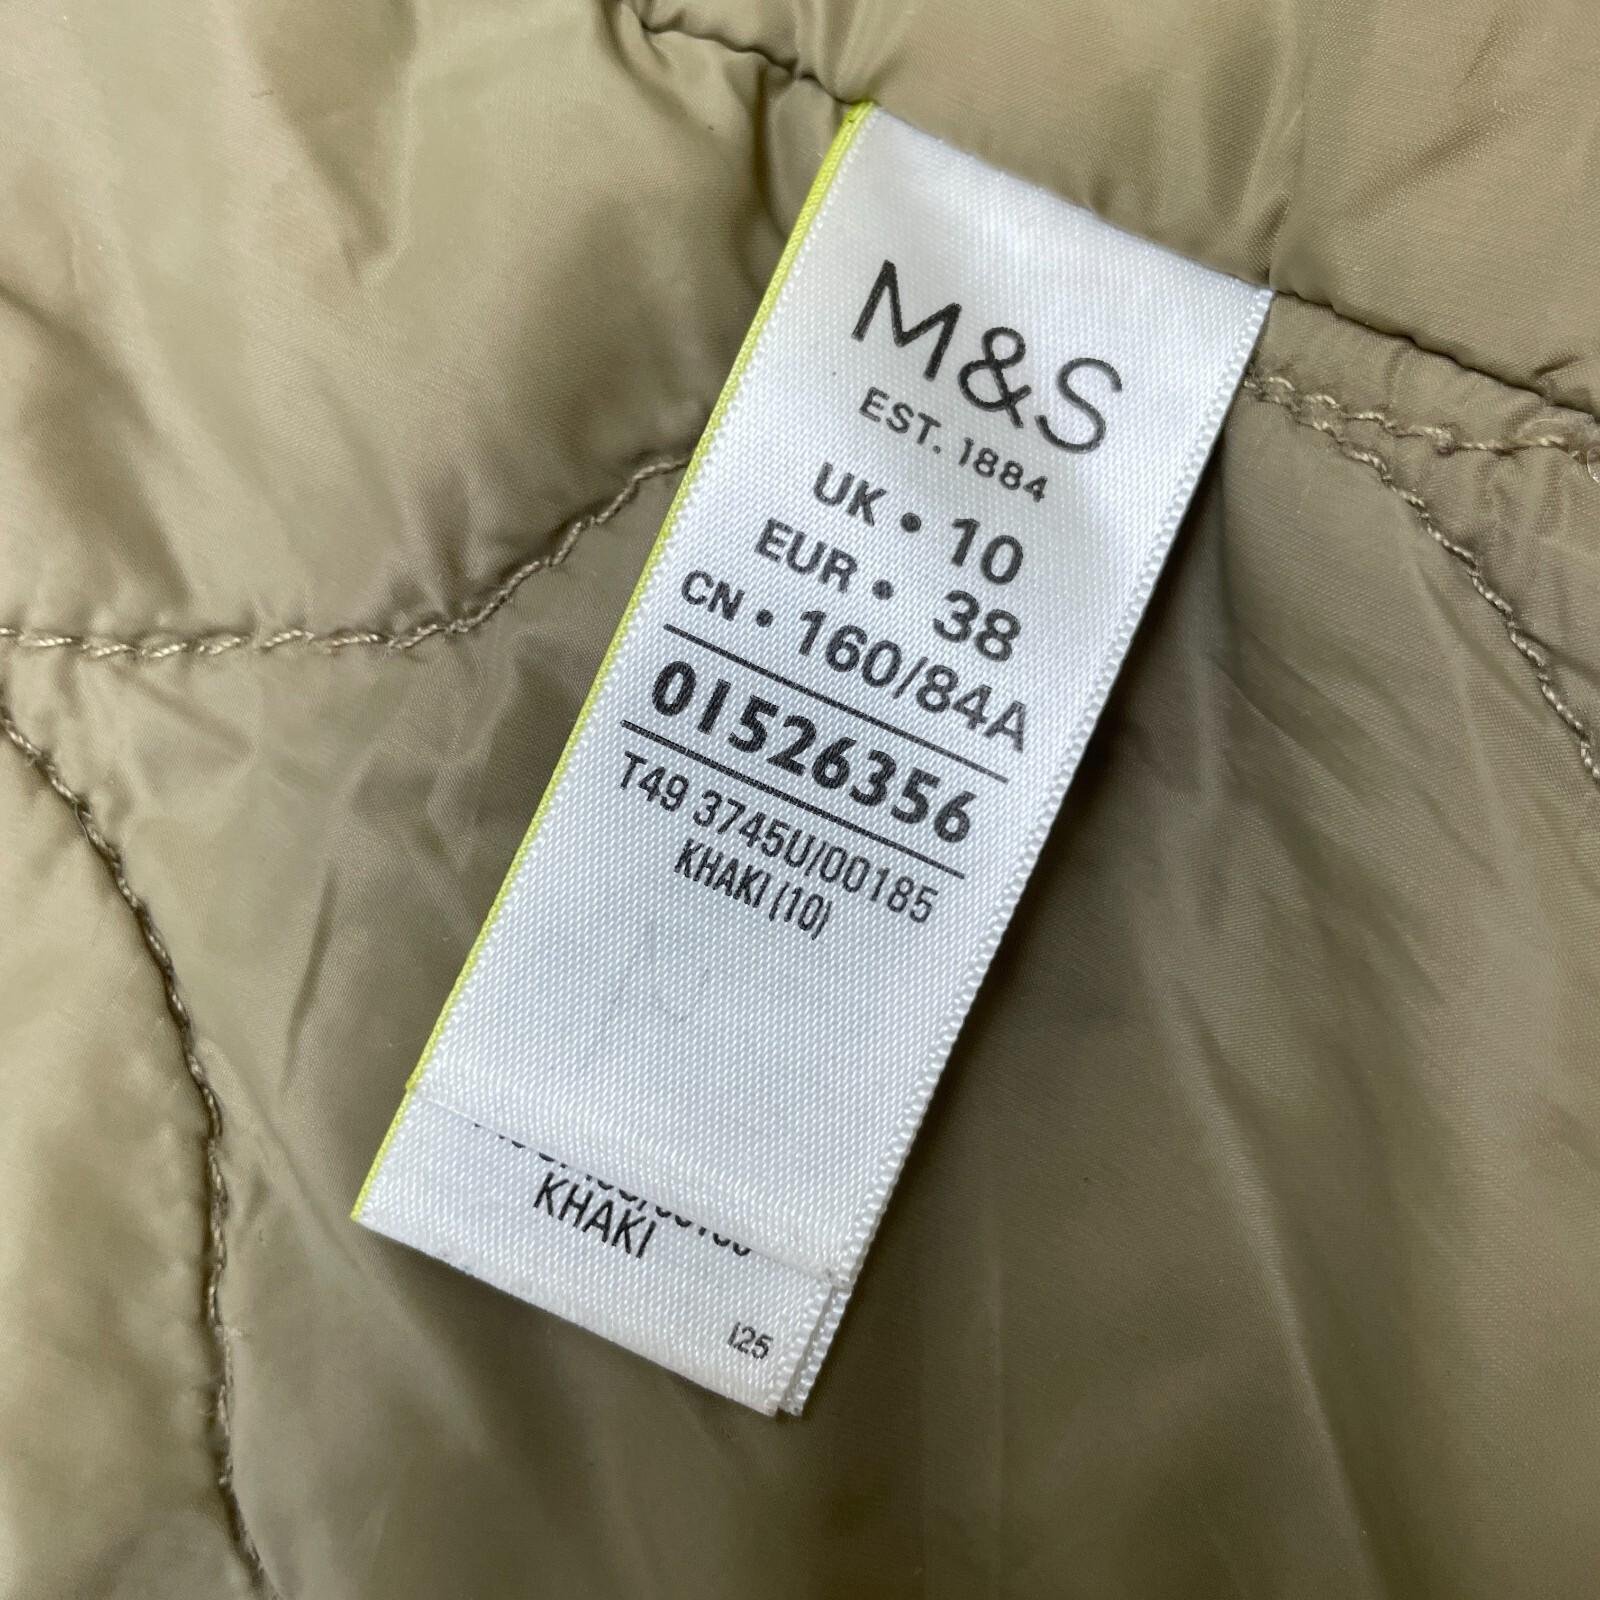 M&S
EST. 1884
UK • 10
EUR • 38
CN • 160/84A
01526356
T49 3745U/00185
KHAKI (10)
KHAKI
I25